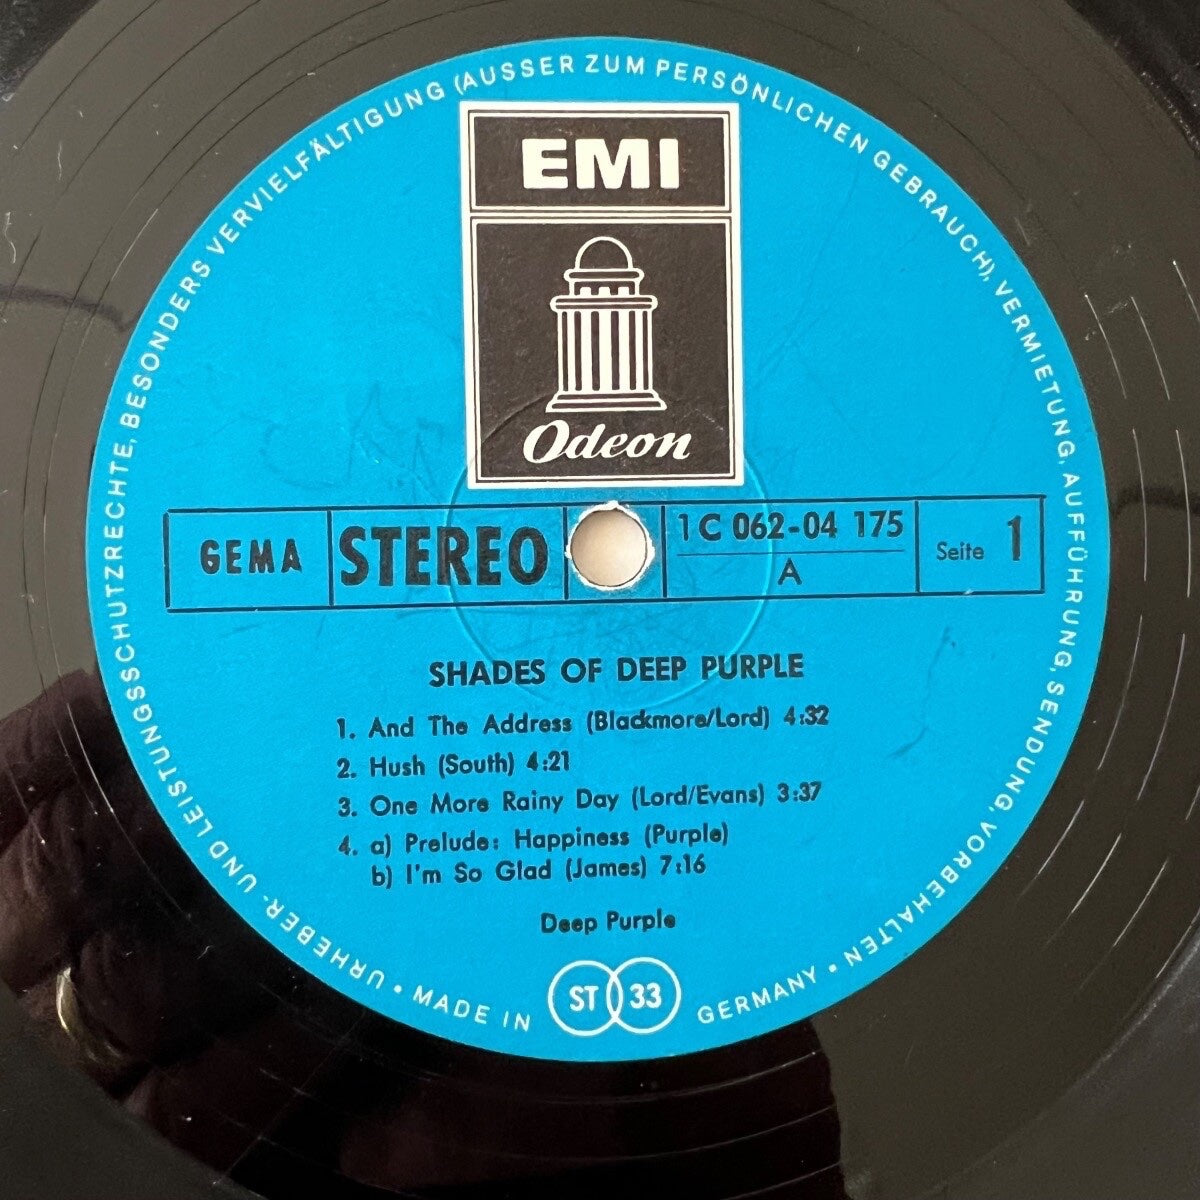 URHEBER- UND LEISTUNGSSCHUTZRECHTE, BESONDERS VERVIELFÄLTIGUNG (AUSSER ZUM PERSÖNLICHEN GEBRAUCH), VERMIETUNG, AUFFÜHRUNG, SENDUNG, VORBEHALTEN •
EMI
Odeon
GEMA STEREO 1 C 062-04 175 Seite 1
A
SHADES OF DEEP PURPLE
1. And The Address (Blackmore/Lord) 4:32
2. Hush (South) 4:21
3. One More Rainy Day (Lord/Evans) 3:37
4. a) Prelude: Happiness (Purple)
b) I'm So Glad (James) 7:16
Deep Purple
• MADE IN ST 33 GERMANY